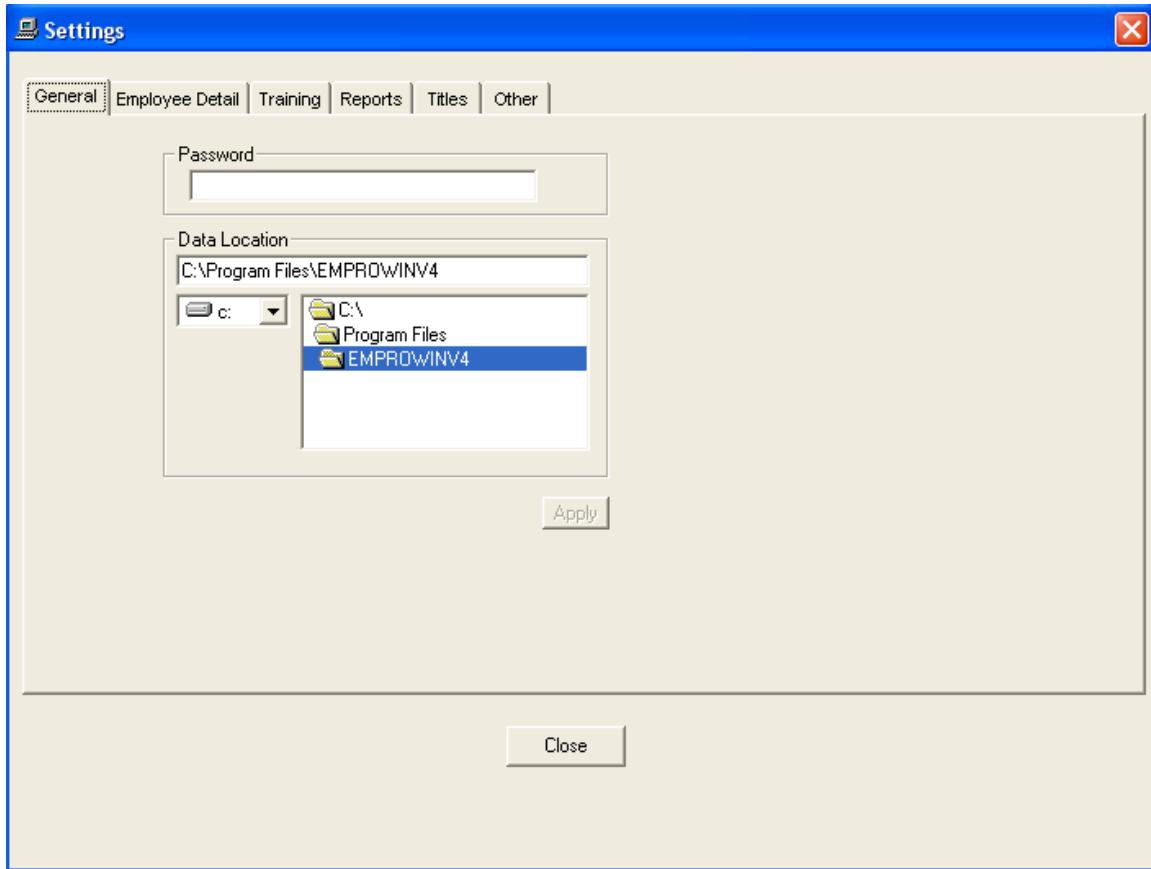 Settings
General Employee Detail Training Reports Titles Other
Password
Data Location
C:\Program Files\EMPROWINV4
c:
C:\
Program Files
EMPROWINV4
Apply
Close